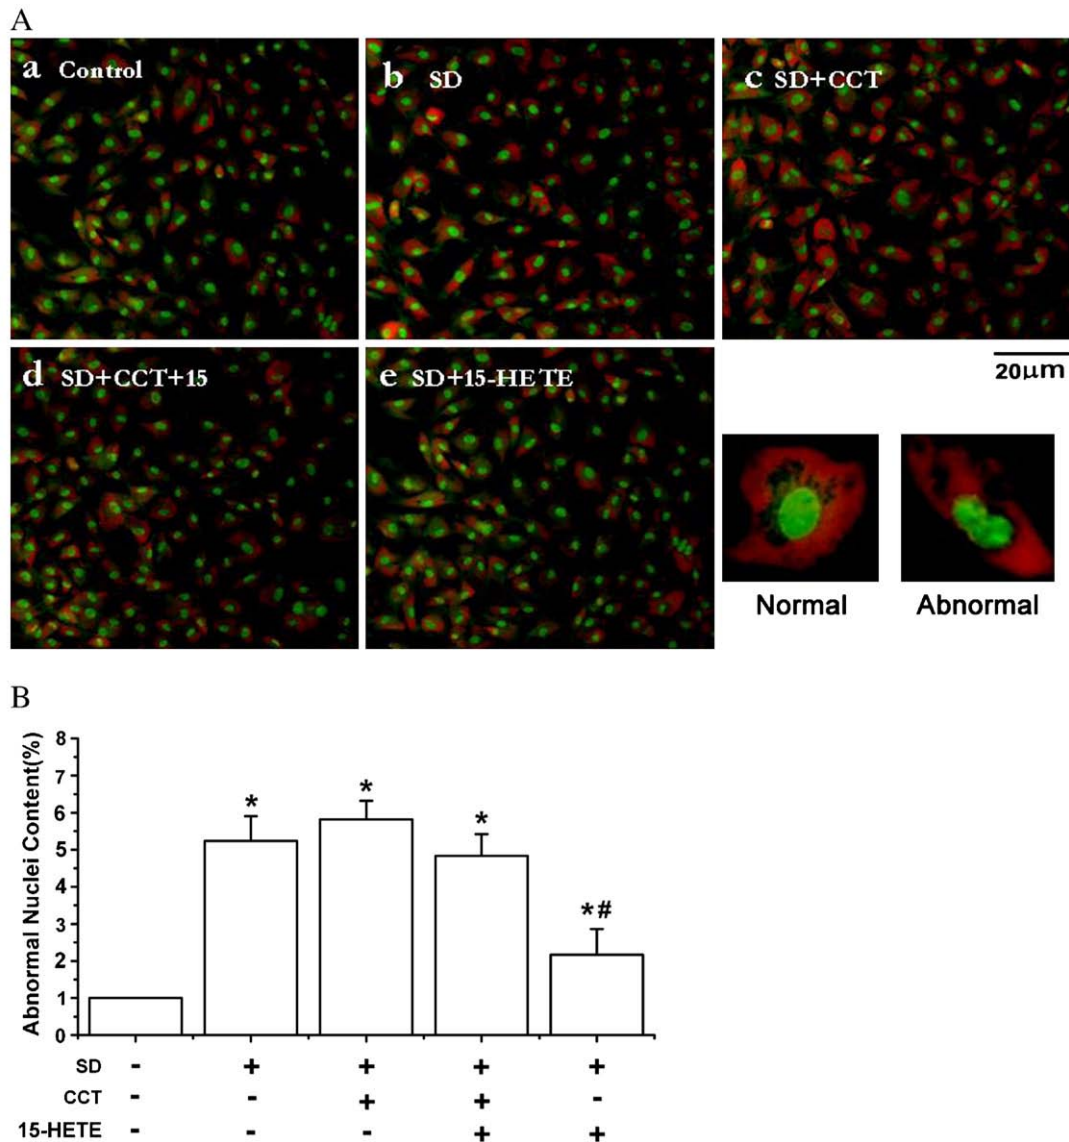 A
a Control
b SD
c SD+CCT
d SD+CCT+15
e SD+15-HETE
20μm
Normal
Abnormal
B
Abnormal Nuclei Content(%)
8
7
6
5
4
3
2
1
0
*
*
*
*#
SD - + + + +
CCT - - + + -
15-HETE - - - + +